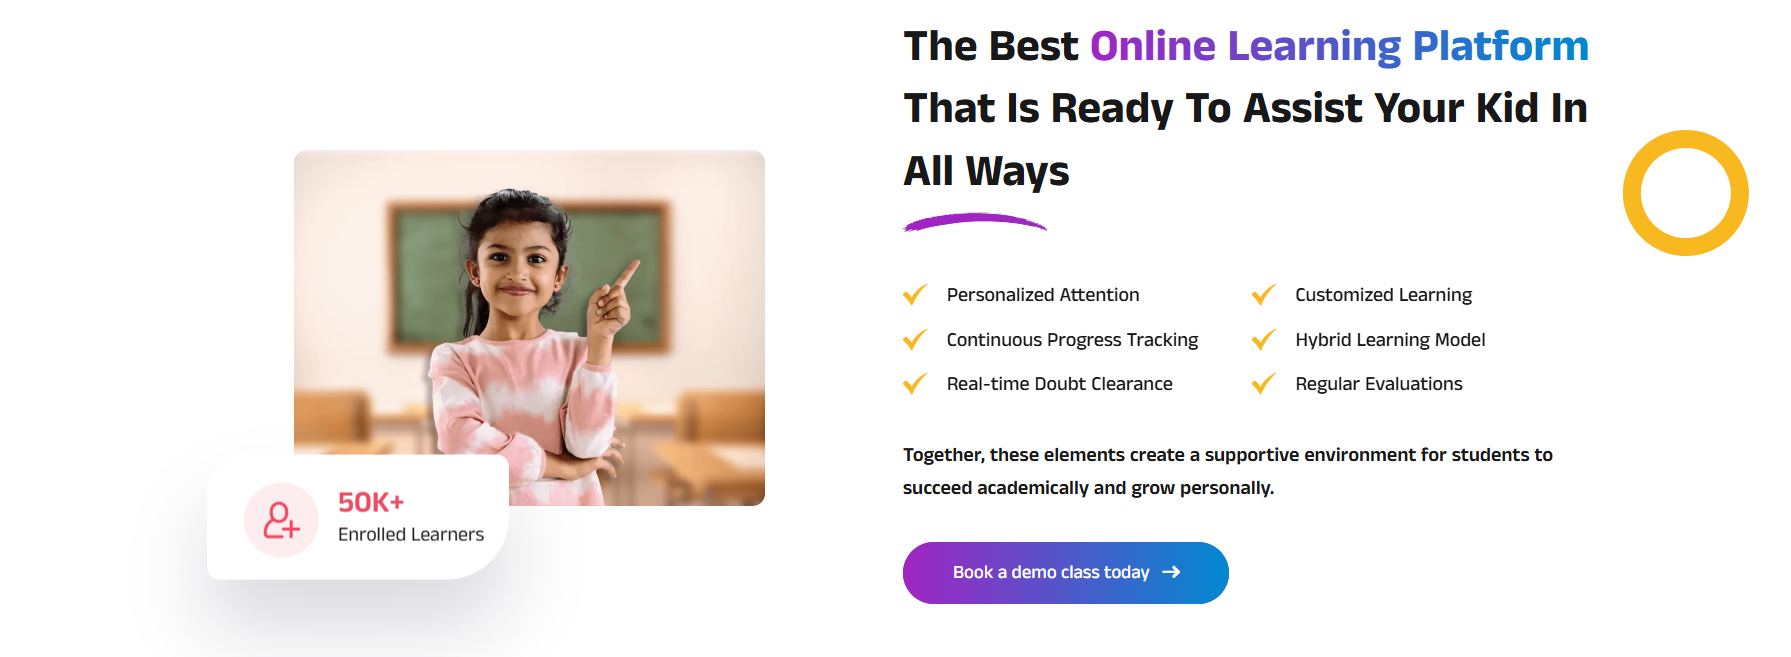 The Best Online Learning Platform
That Is Ready To Assist Your Kid In
All Ways
Personalized Attention
Customized Learning
Continuous Progress Tracking
Hybrid Learning Model
Real-time Doubt Clearance
Regular Evaluations
Together, these elements create a supportive environment for students to
succeed academically and grow personally.
Book a demo class today
50K+
Enrolled Learners